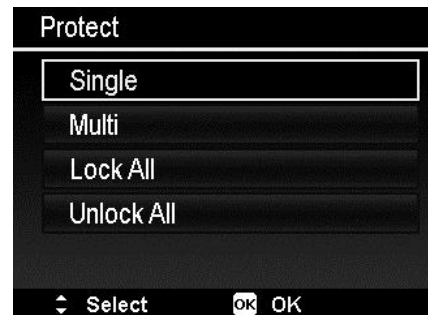 Protect
Single
Multi
Lock All
Unlock All
Select OK OK